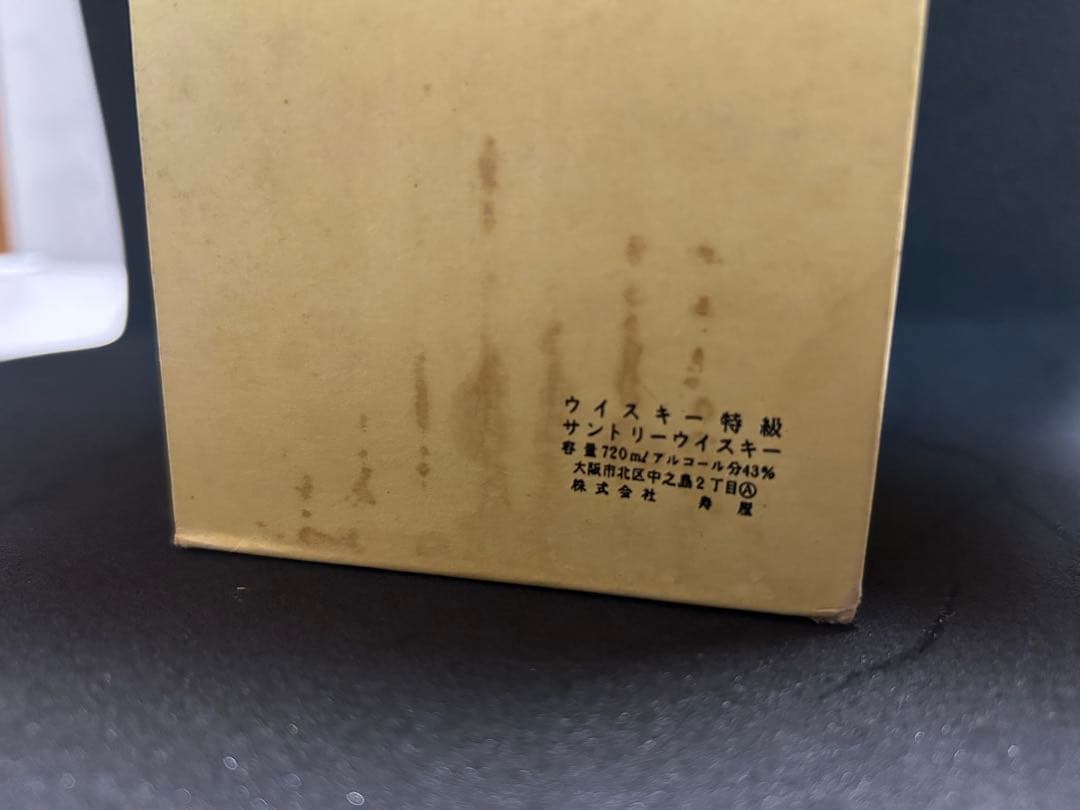 ウイスキー特級
サントリーウイスキー
容量720mlアルコール分43%
大阪市北区中之島2丁目Ⓐ
株式会社 寿屋